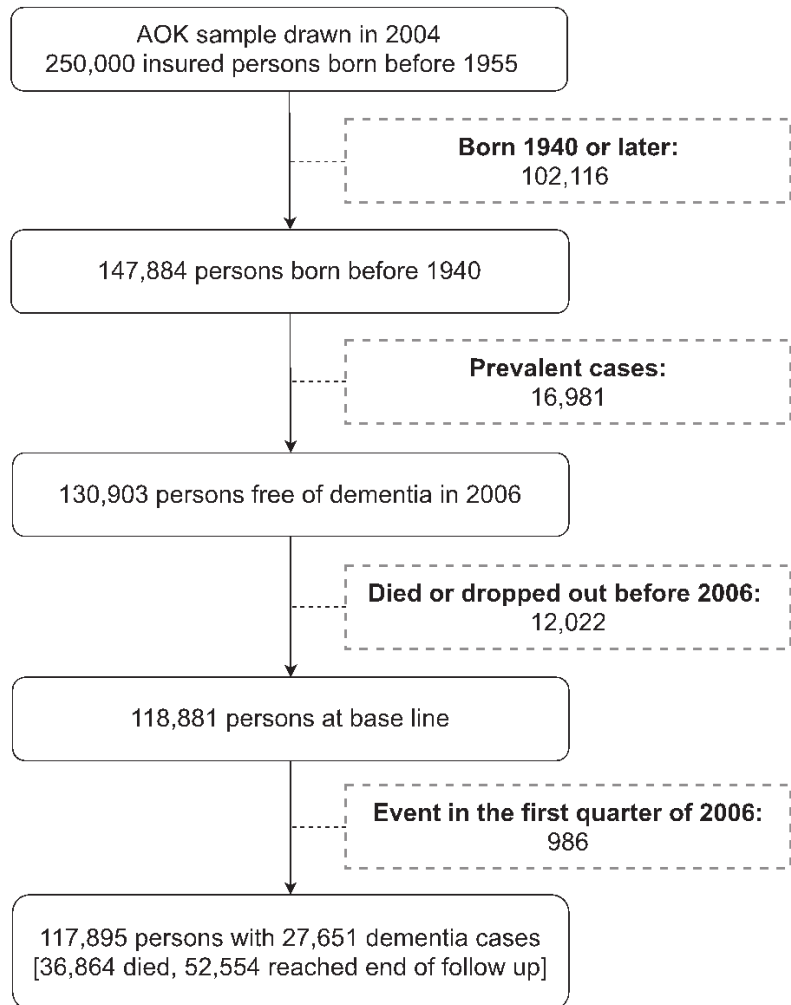 AOK sample drawn in 2004
250,000 insured persons born before 1955
Born 1940 or later:
102,116
147,884 persons born before 1940
Prevalent cases:
16,981
130,903 persons free of dementia in 2006
Died or dropped out before 2006:
12,022
118,881 persons at base line
Event in the first quarter of 2006:
986
117,895 persons with 27,651 dementia cases
[36,864 died, 52,554 reached end of follow up]